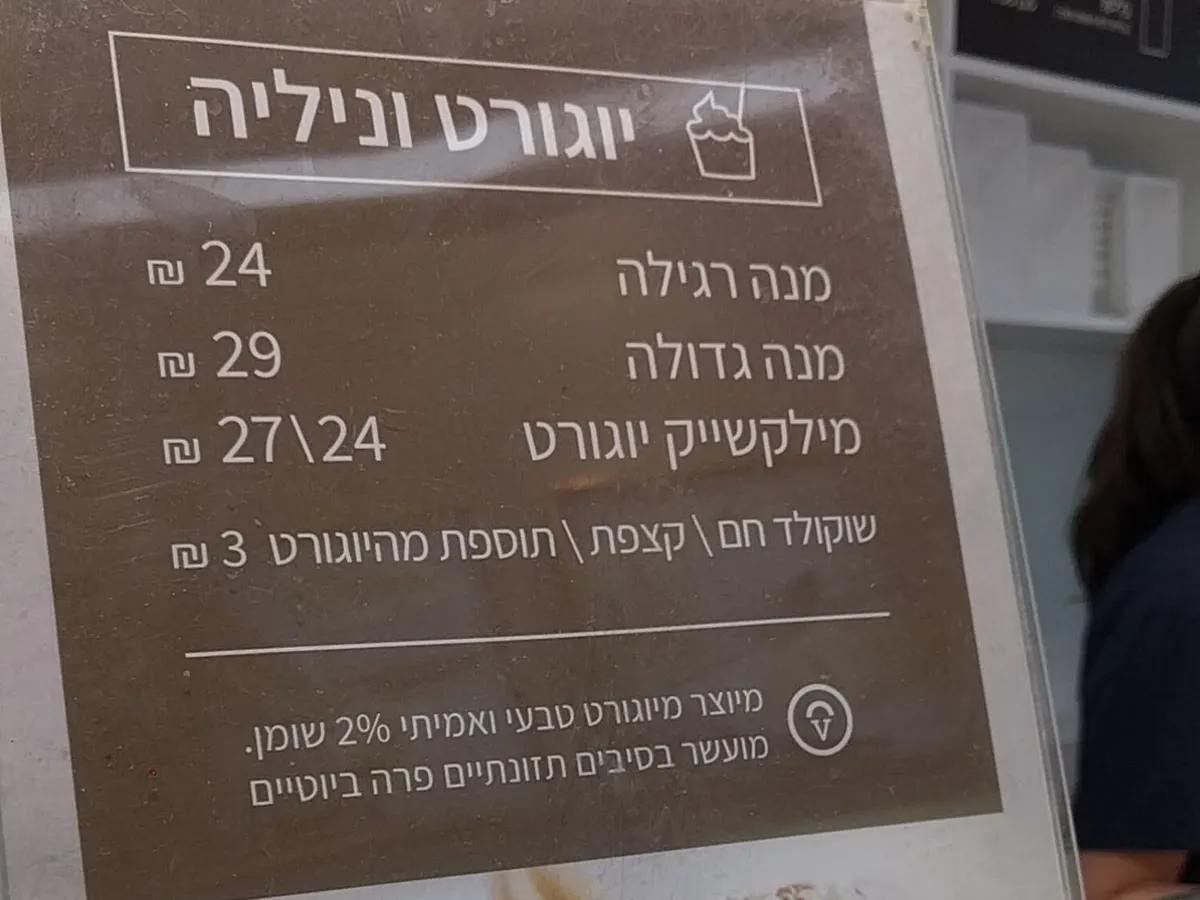 יוגורט וניליה
מנה רגילה 24 ₪
מנה גדולה 29 ₪
מילקשייק יוגורט 24\27 ₪
שוקולד חם \ קצפת \ תוספת מהיוגורט 3 ₪
מיוצר מיוגורט טבעי ואמיתי 2% שומן.
מועשר בסיבים תזונתיים פרה ביוטיים